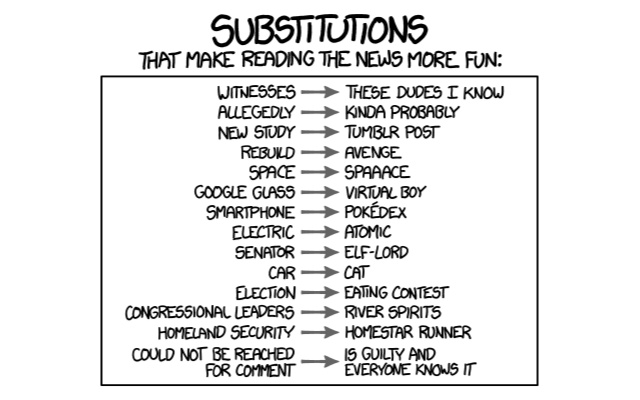 SUBSTITUTIONS
THAT MAKE READING THE NEWS MORE FUN:
WITNESSES → THESE DUDES I KNOW
ALLEGEDLY → KINDA PROBABLY
NEW STUDY → TUMBLR POST
REBUILD → AVENGE
SPACE → SPAAACE
GOOGLE GLASS → VIRTUAL BOY
SMARTPHONE → POKÉDEX
ELECTRIC → ATOMIC
SENATOR → ELF-LORD
CAR → CAT
ELECTION → EATING CONTEST
CONGRESSIONAL LEADERS → RIVER SPIRITS
HOMELAND SECURITY → HOMESTAR RUNNER
COULD NOT BE REACHED
FOR COMMENT → IS GUILTY AND
EVERYONE KNOWS IT